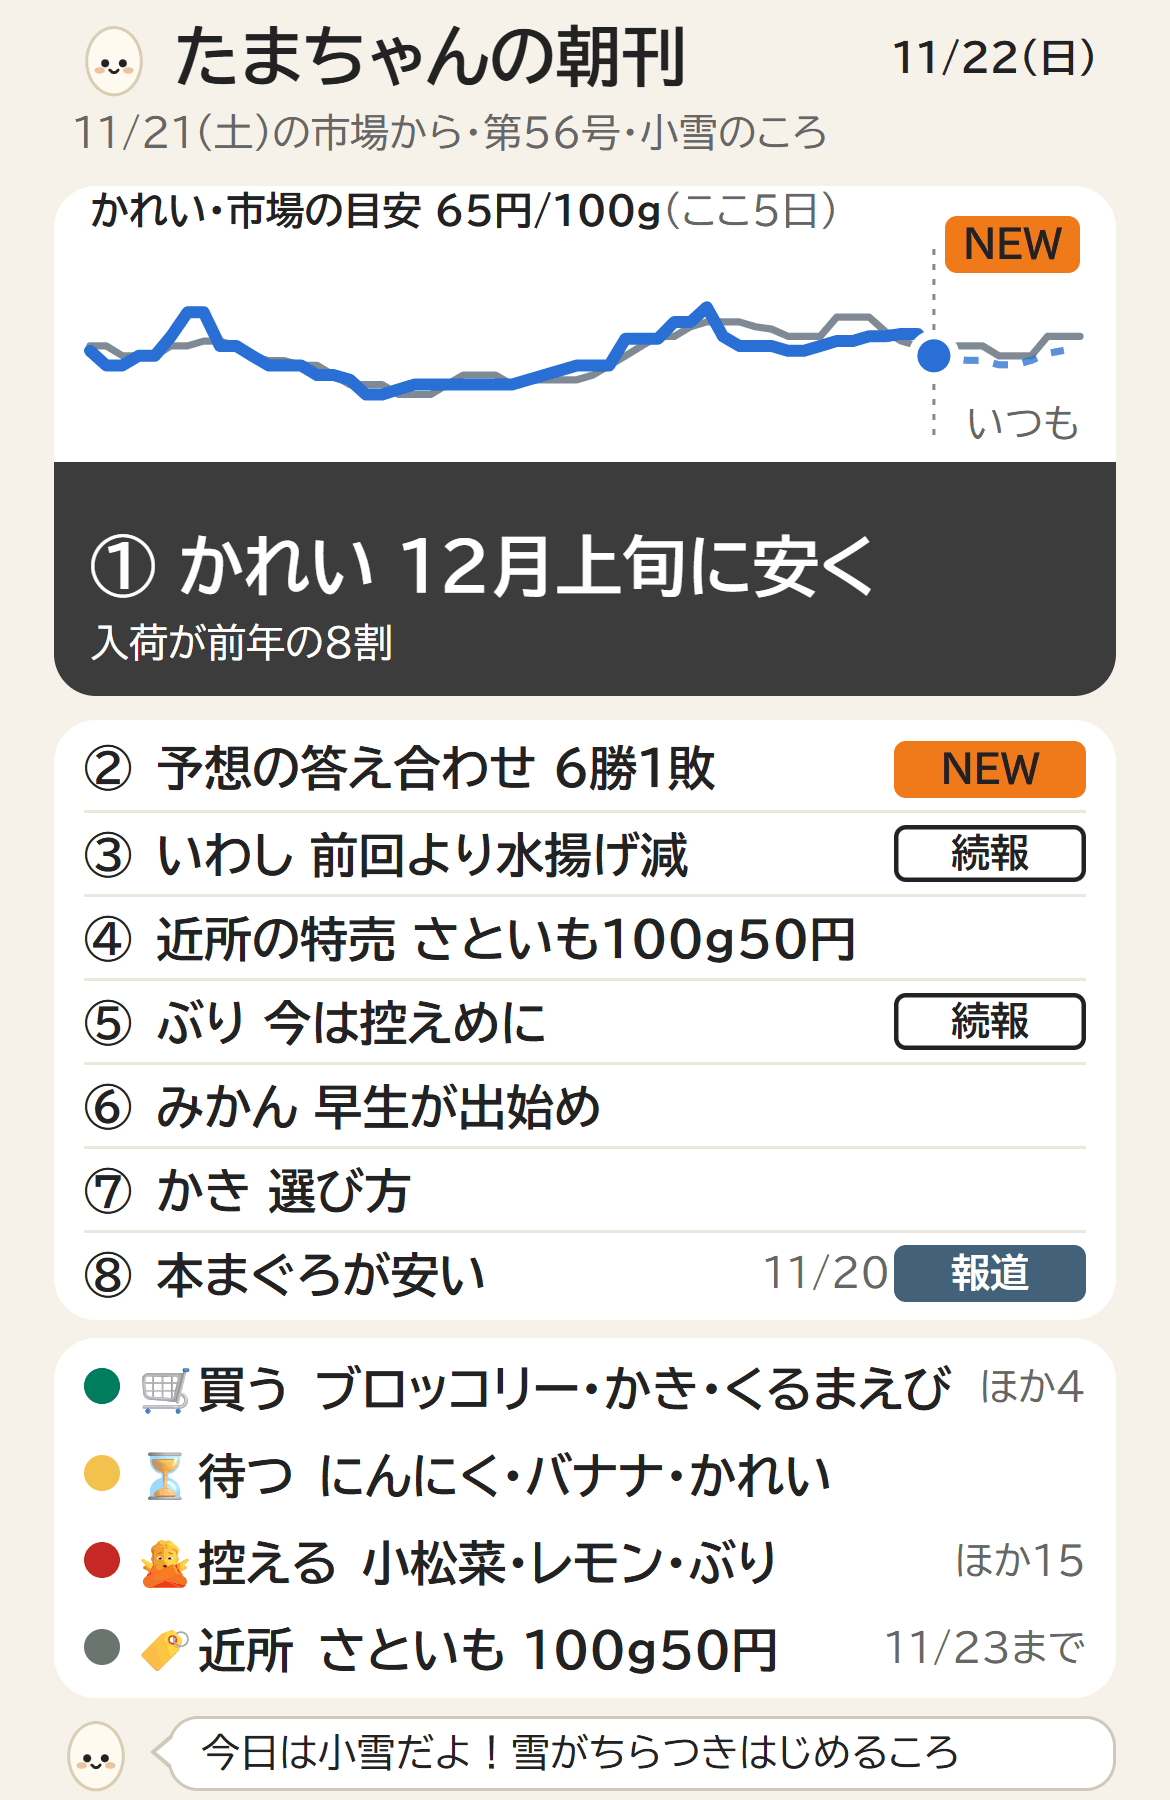 たまちゃんの朝刊
11/22(日)
11/21(土)の市場から・第56号・小雪のころ
かれい・市場の目安 65円/100g(ここ5日)
NEW
いつも
① かれい 12月上旬に安く
入荷が前年の8割
② 予想の答え合わせ 6勝1敗 NEW
③ いわし 前回より水揚げ減 続報
④ 近所の特売 さといも100g50円
⑤ ぶり 今は控えめに 続報
⑥ みかん 早生が出始め
⑦ かき 選び方
⑧ 本まぐろが安い 11/20 報道
買う ブロッコリー・かき・くるまえび ほか4
待つ にんにく・バナナ・かれい
控える 小松菜・レモン・ぶり ほか15
近所 さといも 100g50円 11/23まで
今日は小雪だよ！雪がちらつきはじめるころ